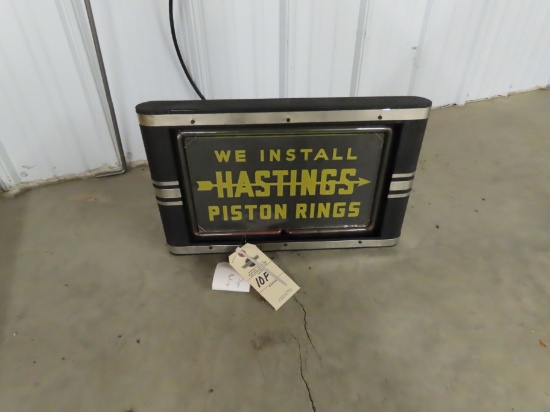 WE INSTALL
HASTINGS
PISTON RINGS
10F